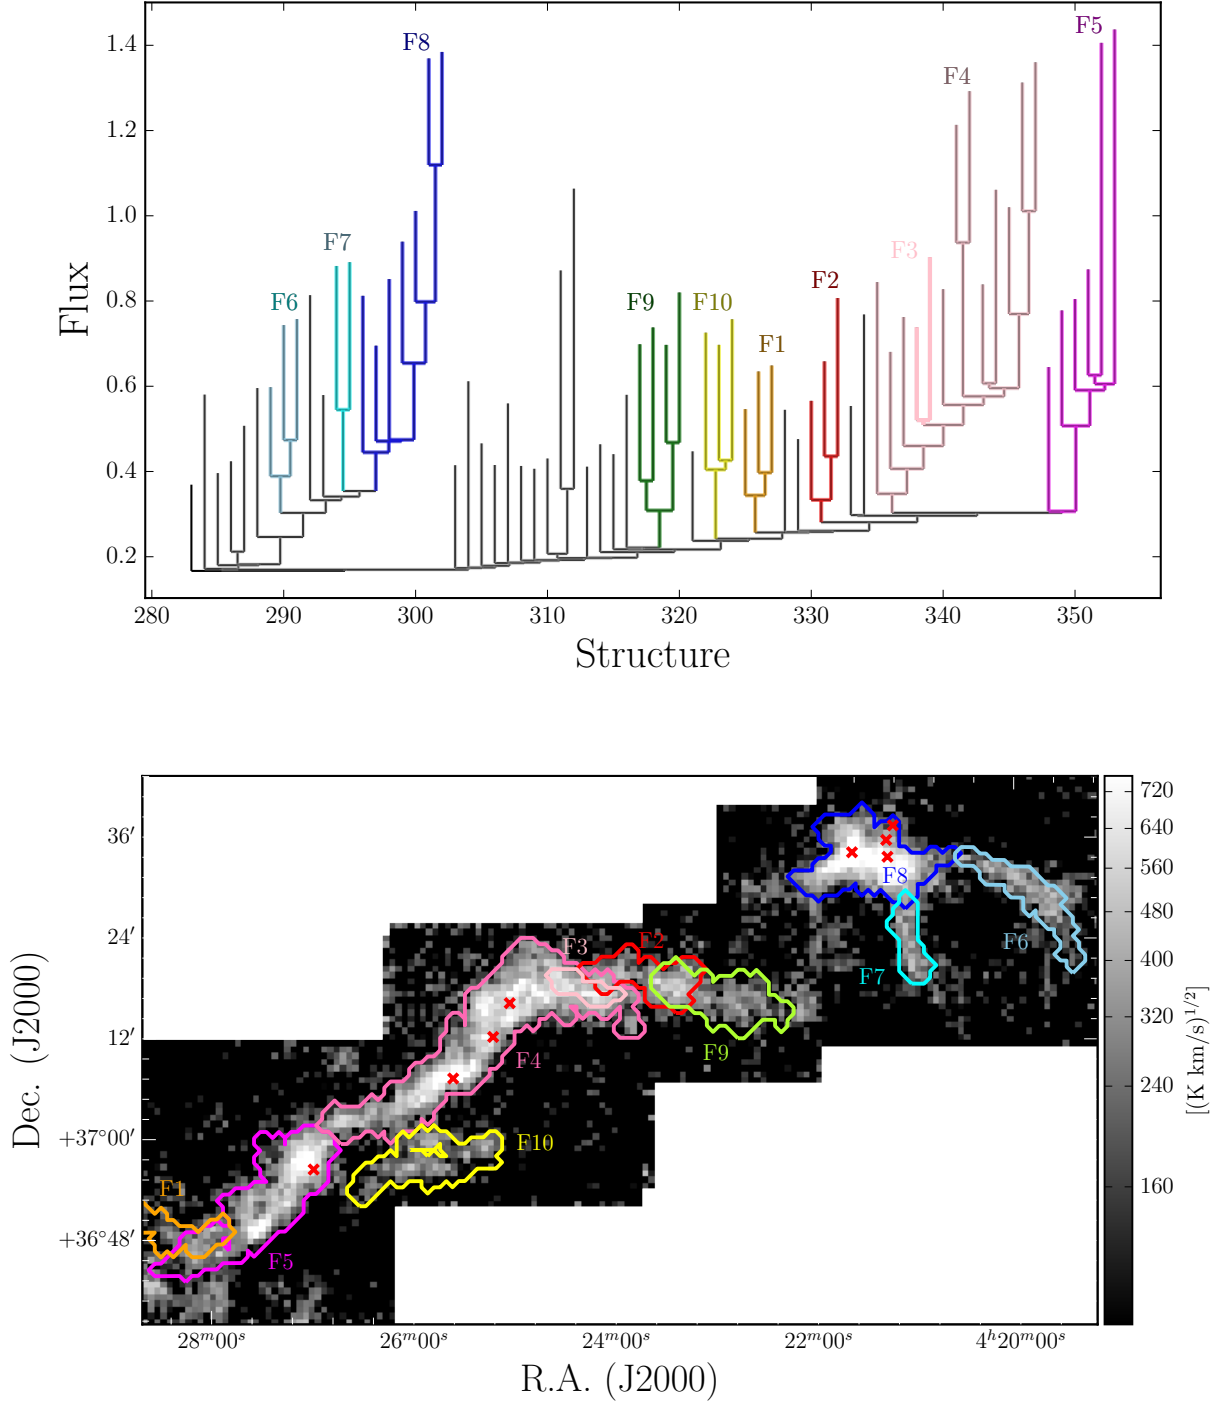 F5
F8
1.4
F4
1.2
1.0
F7
F3
F6
F9
F10
F2
0.8
Flux
F1
0.6
0.4
0.2
280
290
300
310
320
330
340
350
Structure
720
36′
640
560
F8
480
24′
F3
F2
F6
400
F7
320
12′
F4
F9
240
[(K km/s)^{1/2}]
Dec. (J2000)
+37°00′
F10
160
F1
+36°48′
F5
28ᵐ00ˢ
26ᵐ00ˢ
24ᵐ00ˢ
22ᵐ00ˢ
4ʰ20ᵐ00ˢ
R.A. (J2000)